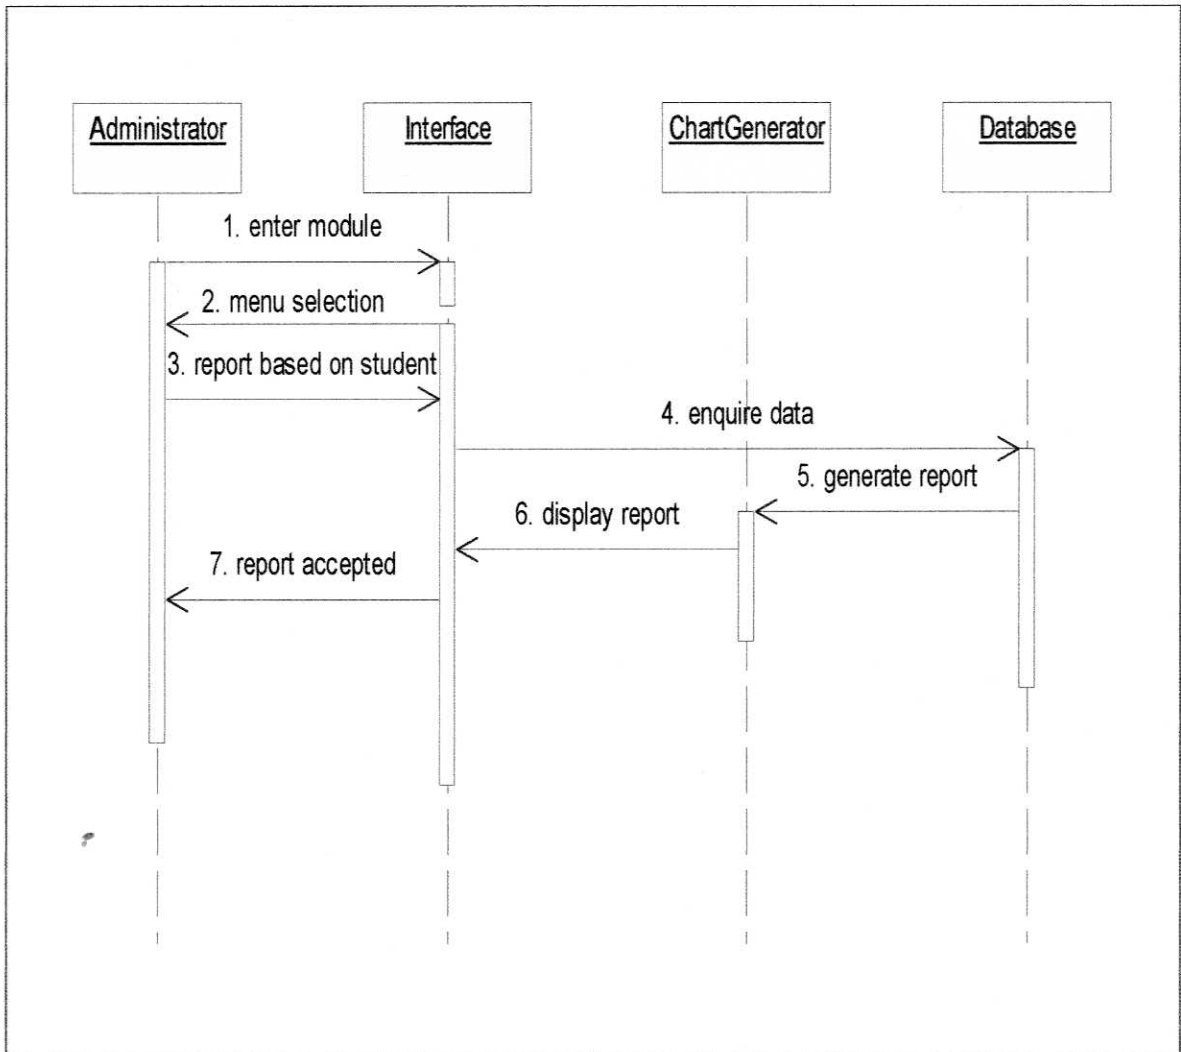 Administrator
Interface
ChartGenerator
Database
1. enter module
2. menu selection
3. report based on student
4. enquire data
5. generate report
6. display report
7. report accepted